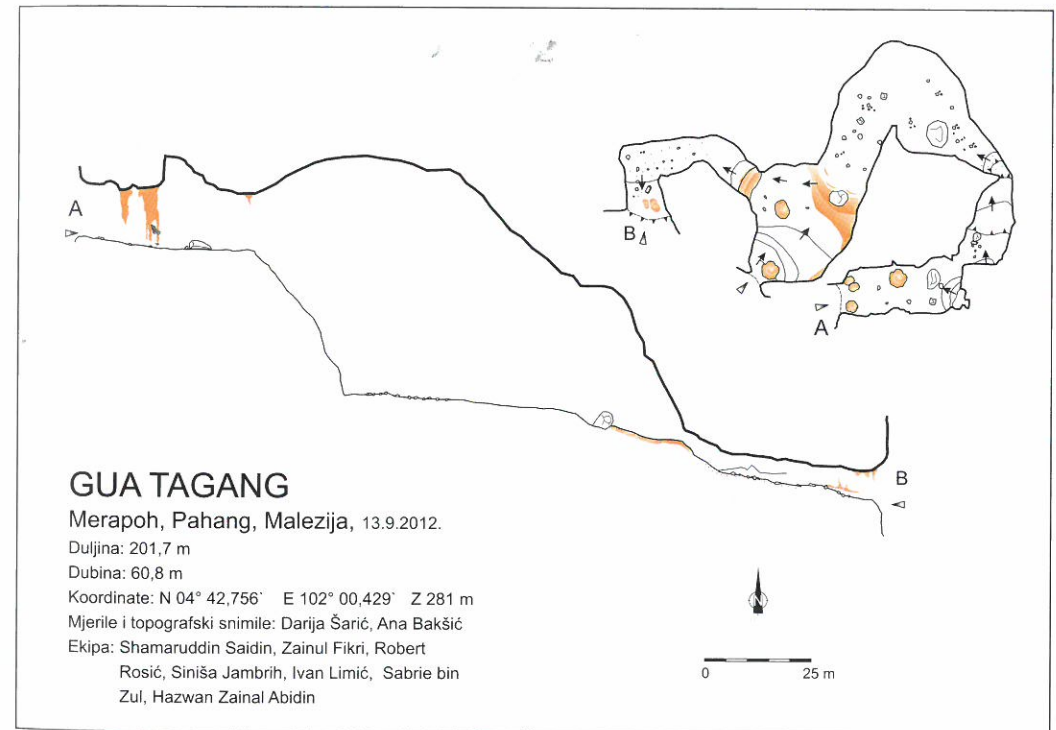 A
B
B
A
GUA TAGANG
Merapoh, Pahang, Malezija, 13.9.2012.
Duljina: 201,7 m
Dubina: 60,8 m
Koordinate: N 04° 42,756` E 102° 00,429` Z 281 m
Mjerile i topografski snimile: Darija Šarić, Ana Bakšić
Ekipa: Shamaruddin Saidin, Zainul Fikri, Robert
Rosić, Siniša Jambrih, Ivan Limić, Sabrie bin
Zul, Hazwan Zainal Abidin
N
0 25 m